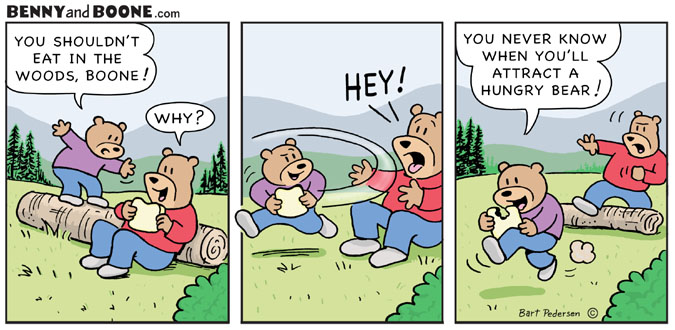 BENNY and BOONE.com
YOU SHOULDN'T
EAT IN THE
WOODS, BOONE!
WHY?
HEY!
YOU NEVER KNOW
WHEN YOU'LL
ATTRACT A
HUNGRY BEAR!
Bart Pedersen ©